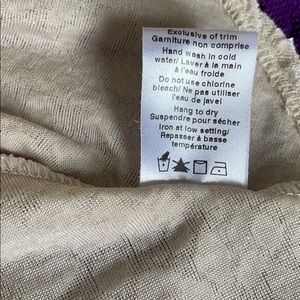 Exclusive of trim
Garniture non comprise
Hand wash in cold
water/ Laver à la main
à l'eau froide
Do not use chlorine
bleach/ Ne pas utiliser
l'eau de javel
Hang to dry
Suspendre pour sécher
Iron at low setting/
Repasser à basse
température